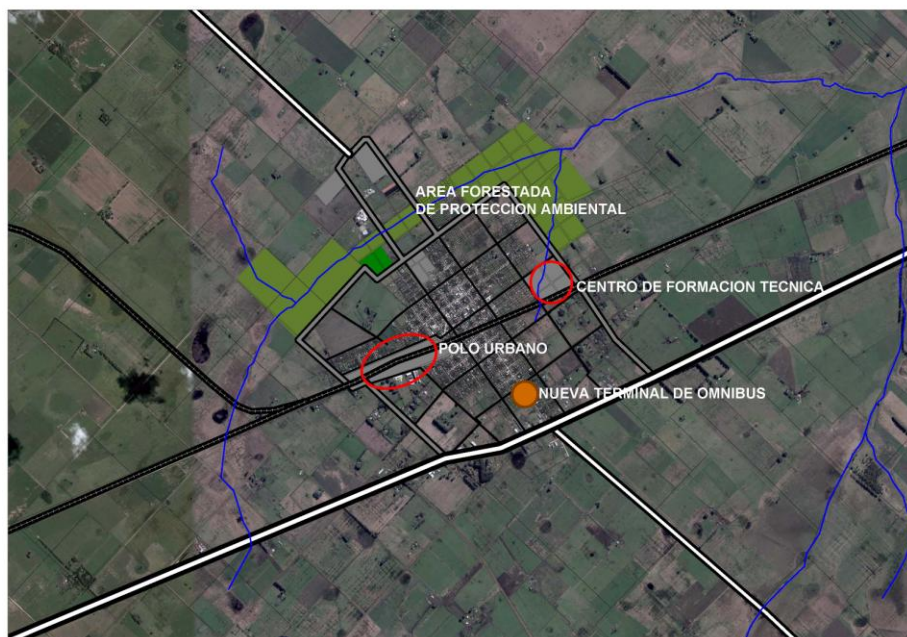 AREA FORESTADA
DE PROTECCION AMBIENTAL
CENTRO DE FORMACION TECNICA
POLO URBANO
NUEVA TERMINAL DE OMNIBUS